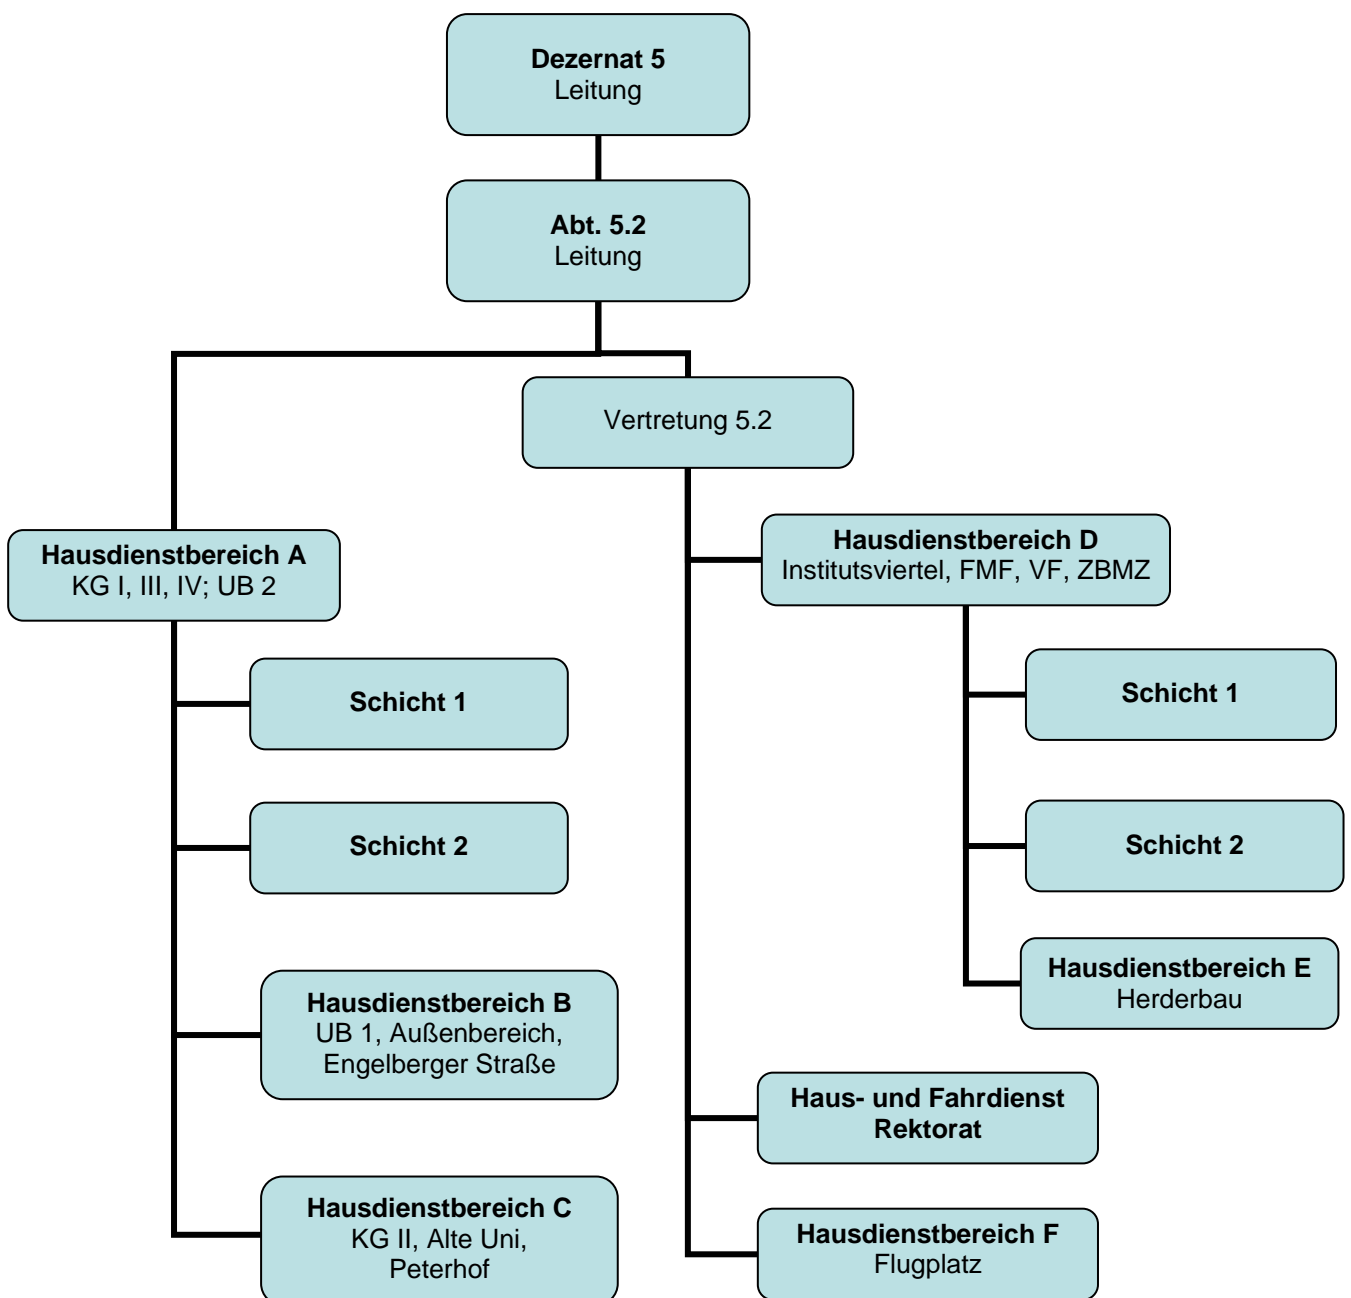 Dezernat 5
Leitung
Abt. 5.2
Leitung
Vertretung 5.2
Hausdienstbereich A
KG I, III, IV; UB 2
Schicht 1
Schicht 2
Hausdienstbereich B
UB 1, Außenbereich,
Engelberger Straße
Hausdienstbereich C
KG II, Alte Uni,
Peterhof
Hausdienstbereich D
Institutsviertel, FMF, VF, ZBMZ
Schicht 1
Schicht 2
Hausdienstbereich E
Herderbau
Haus- und Fahrdienst
Rektorat
Hausdienstbereich F
Flugplatz